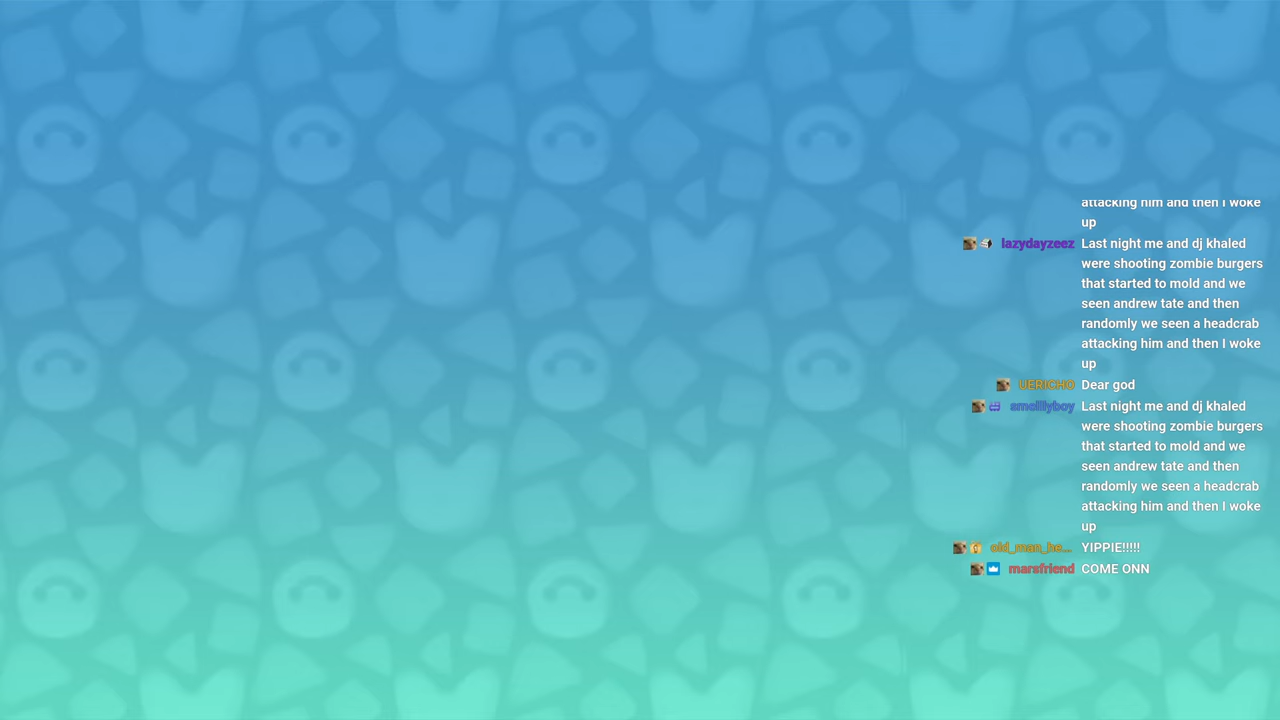 attacking him and then I woke
up
lazydayzeez Last night me and dj khaled
were shooting zombie burgers
that started to mold and we
seen andrew tate and then
randomly we seen a headcrab
attacking him and then I woke
up
UERICHO Dear god
smelllyboy Last night me and dj khaled
were shooting zombie burgers
that started to mold and we
seen andrew tate and then
randomly we seen a headcrab
attacking him and then I woke
up
old_man_he... YIPPIE!!!!!
marsfriend COME ONN